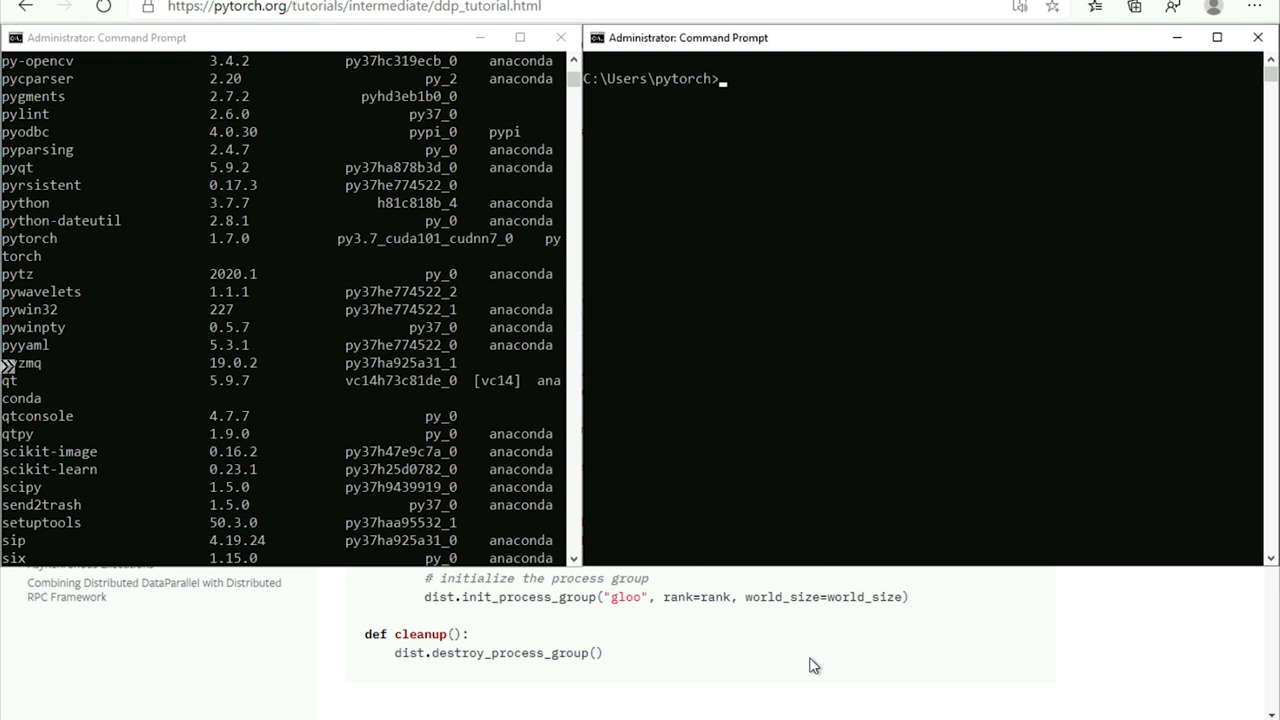 https://pytorch.org/tutorials/intermediate/ddp_tutorial.html
Administrator: Command Prompt
py-opencv 3.4.2 py37hc319ecb_0 anaconda
pycparser 2.20 py_2 anaconda
pygments 2.7.2 pyhd3eb1b0_0
pylint 2.6.0 py37_0
pyodbc 4.0.30 pypi_0 pypi
pyparsing 2.4.7 py_0 anaconda
pyqt 5.9.2 py37ha878b3d_0 anaconda
pyrsistent 0.17.3 py37he774522_0
python 3.7.7 h81c818b_4 anaconda
python-dateutil 2.8.1 py_0 anaconda
pytorch 1.7.0 py3.7_cuda101_cudnn7_0 py
torch
pytz 2020.1 py_0 anaconda
pywavelets 1.1.1 py37he774522_2
pywin32 227 py37he774522_1 anaconda
pywinpty 0.5.7 py37_0 anaconda
pyyaml 5.3.1 py37he774522_0 anaconda
yzmq 19.0.2 py37ha925a31_1
qt 5.9.7 vc14h73c81de_0 [vc14] ana
conda
qtconsole 4.7.7 py_0
qtpy 1.9.0 py_0 anaconda
scikit-image 0.16.2 py37h47e9c7a_0 anaconda
scikit-learn 0.23.1 py37h25d0782_0 anaconda
scipy 1.5.0 py37h9439919_0 anaconda
send2trash 1.5.0 py37_0 anaconda
setuptools 50.3.0 py37haa95532_1
sip 4.19.24 py37ha925a31_0 anaconda
six 1.15.0 py_0 anaconda
Administrator: Command Prompt
C:\Users\pytorch>
Combining Distributed DataParallel with Distributed
RPC Framework
# initialize the process group
dist.init_process_group("gloo", rank=rank, world_size=world_size)
def cleanup():
dist.destroy_process_group()